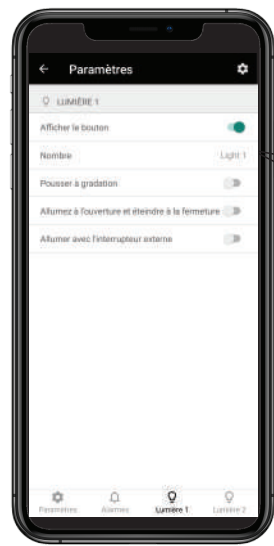 Paramètres
LUMIÈRE 1
Afficher le bouton
Nombre Light 1
Pousser à gradation
Allumez à l'ouverture et éteindre à la fermeture
Allumer avec l'interrupteur externe
Paramètres Alarmes Lumière 1 Lumière 2